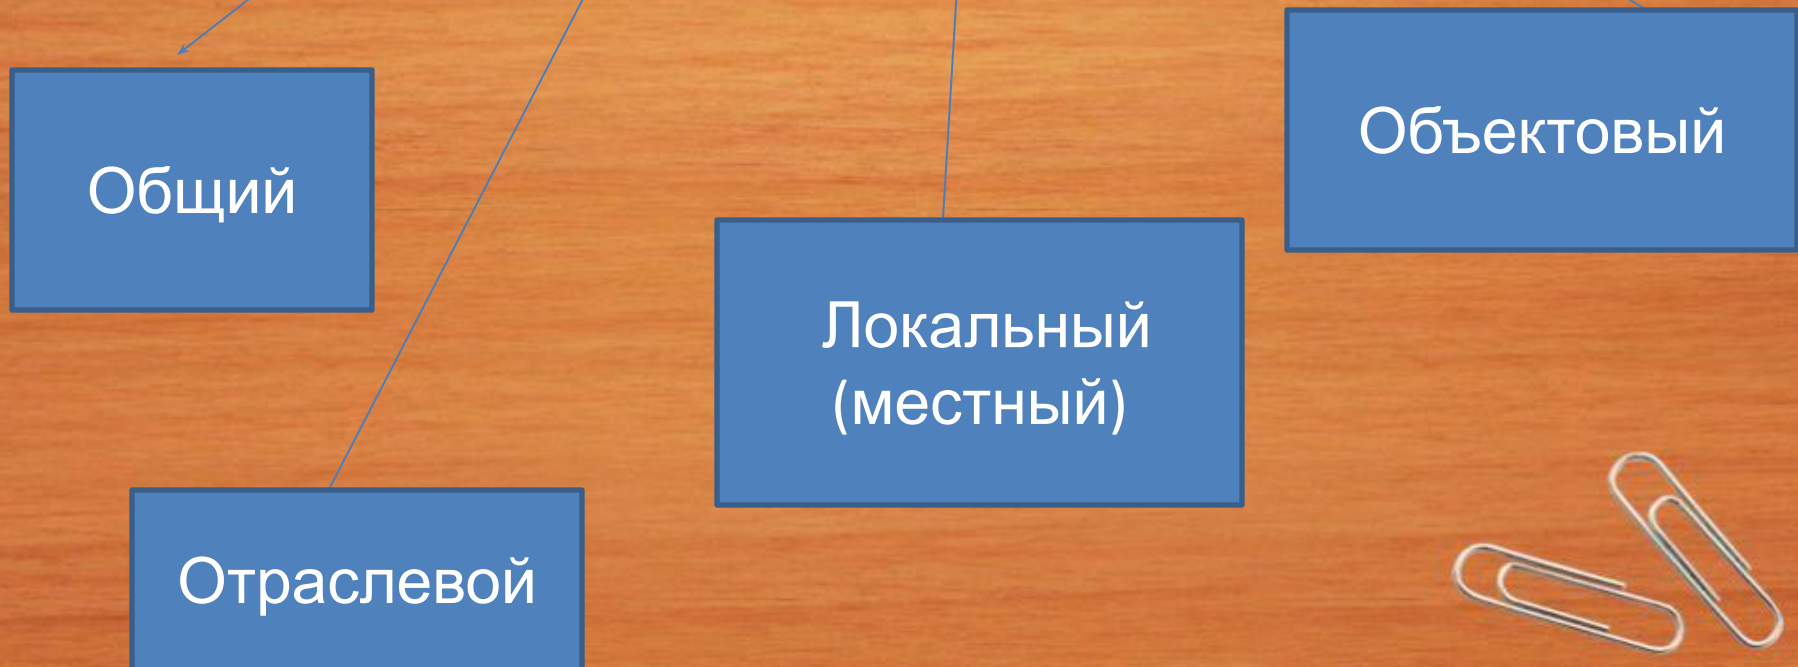 Общий
Отраслевой
Локальный
(местный)
Объектовый